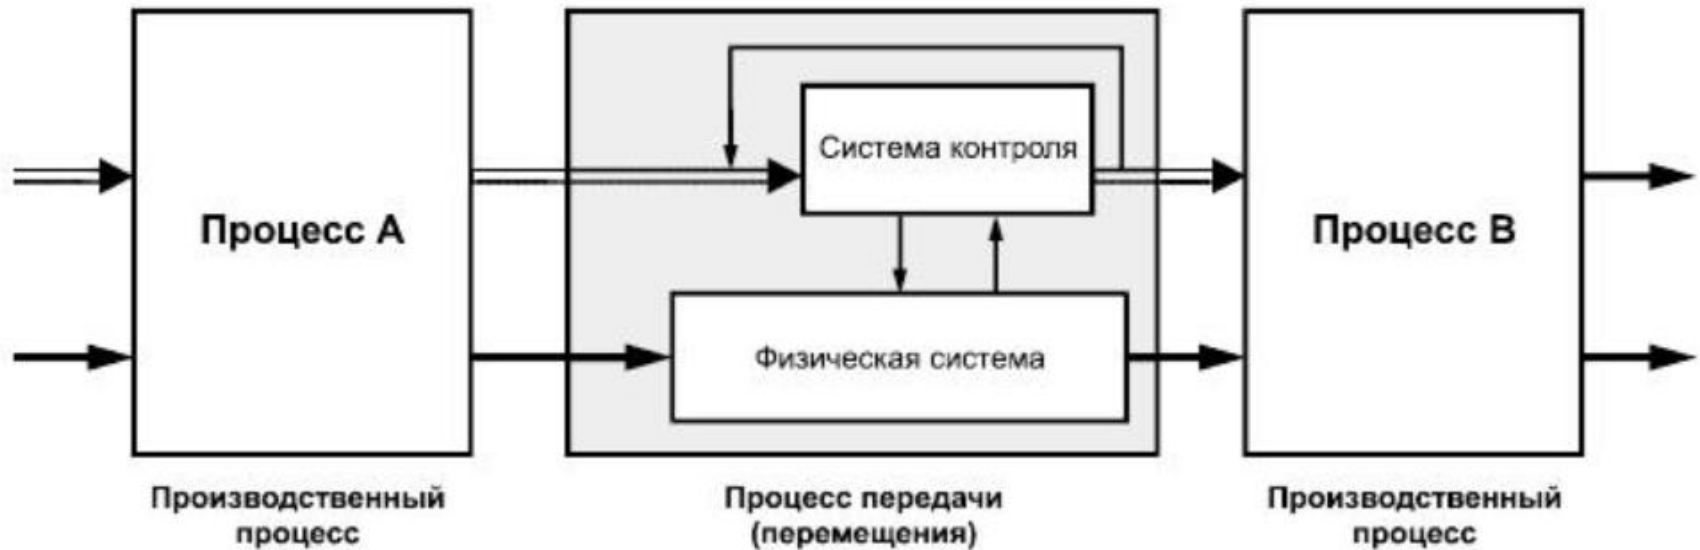 Система контроля
Процесс А
Процесс В
Физическая система
Производственный
процесс
Процесс передачи
(перемещения)
Производственный
процесс